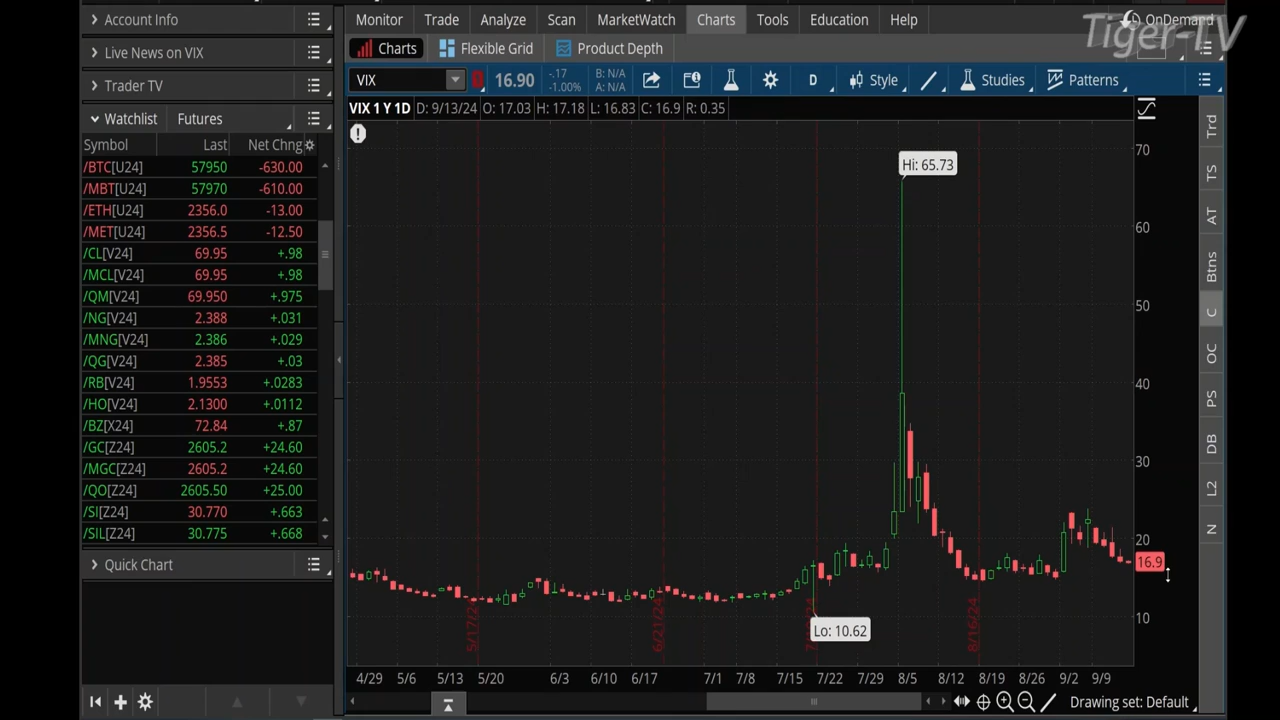 Account Info
Live News on VIX
Trader TV
Watchlist Futures
Symbol Last Net Chng
/BTC[U24] 57950 -630.00
/MBT[U24] 57970 -610.00
/ETH[U24] 2356.0 -13.00
/MET[U24] 2356.5 -12.50
/CL[V24] 69.95 +.98
/MCL[V24] 69.95 +.98
/QM[V24] 69.950 +.975
/NG[V24] 2.388 +.031
/MNG[V24] 2.386 +.029
/QG[V24] 2.385 +.03
/RB[V24] 1.9553 +.0283
/HO[V24] 2.1300 +.0112
/BZ[X24] 72.84 +.87
/GC[Z24] 2605.2 +24.60
/MGC[Z24] 2605.2 +24.60
/QO[Z24] 2605.50 +25.00
/SI[Z24] 30.770 +.663
/SIL[Z24] 30.775 +.668
Quick Chart
Monitor Trade Analyze Scan MarketWatch Charts Tools Education Help
OnDemand
Tiger-TV
Charts Flexible Grid Product Depth
VIX 16.90 -.17 -1.00% B: N/A A: N/A D Style Studies Patterns
VIX 1 Y 1D D: 9/13/24 O: 17.03 H: 17.18 L: 16.83 C: 16.9 R: 0.35
Hi: 65.73
Lo: 10.62
70
60
50
40
30
20
16.9
10
5/17/24
6/21/24
8/16/24
4/29 5/6 5/13 5/20 6/3 6/10 6/17 7/1 7/8 7/15 7/22 7/29 8/5 8/12 8/19 8/26 9/2 9/9
Drawing set: Default
Trd
TS
AT
Btns
C
OC
PS
DB
L2
N